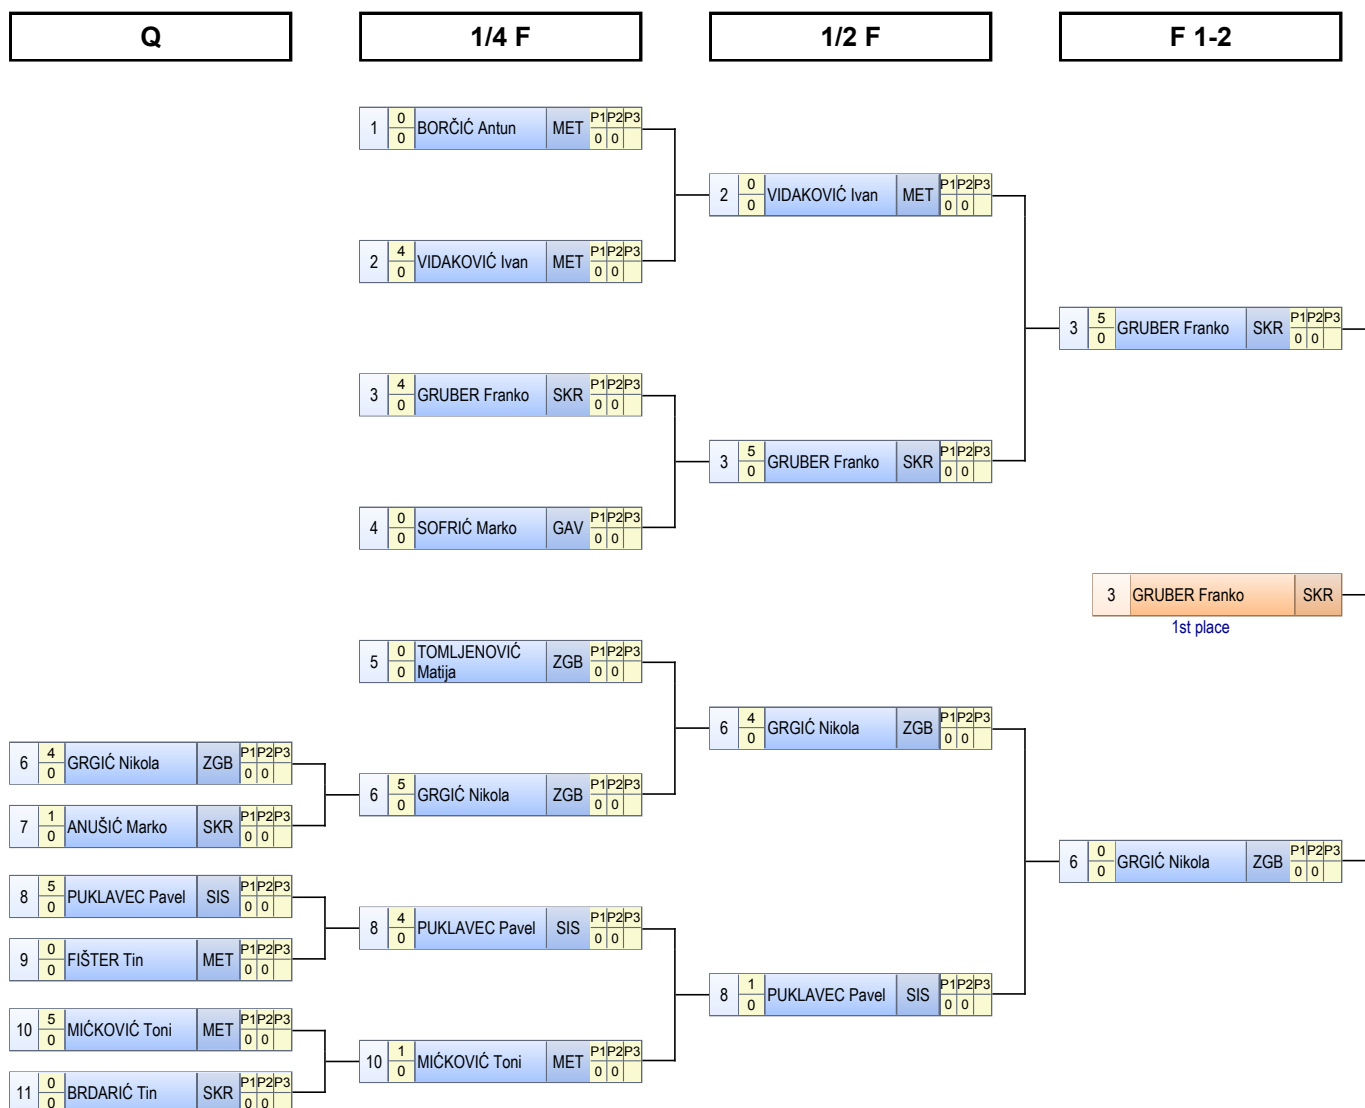 Q
1/4 F
1/2 F
F 1-2
1 0 BORČIĆ Antun MET P1 P2 P3
0 0 0
2 4 VIDAKOVIĆ Ivan MET P1 P2 P3
0 0 0
3 4 GRUBER Franko SKR P1 P2 P3
0 0 0
4 0 SOFRIĆ Marko GAV P1 P2 P3
0 0 0
5 0 TOMLJENOVIĆ ZGB P1 P2 P3
0 Matija 0 0
6 4 GRGIĆ Nikola ZGB P1 P2 P3
0 0 0
7 1 ANUŠIĆ Marko SKR P1 P2 P3
0 0 0
6 5 GRGIĆ Nikola ZGB P1 P2 P3
0 0 0
8 5 PUKLAVEC Pavel SIS P1 P2 P3
0 0 0
9 0 FIŠTER Tin MET P1 P2 P3
0 0 0
8 4 PUKLAVEC Pavel SIS P1 P2 P3
0 0 0
10 5 MIĆKOVIĆ Toni MET P1 P2 P3
0 0 0
11 0 BRDARIĆ Tin SKR P1 P2 P3
0 0 0
10 1 MIĆKOVIĆ Toni MET P1 P2 P3
0 0 0
2 0 VIDAKOVIĆ Ivan MET P1 P2 P3
0 0 0
3 5 GRUBER Franko SKR P1 P2 P3
0 0 0
6 4 GRGIĆ Nikola ZGB P1 P2 P3
0 0 0
8 1 PUKLAVEC Pavel SIS P1 P2 P3
0 0 0
3 5 GRUBER Franko SKR P1 P2 P3
0 0 0
3 GRUBER Franko SKR
1st place
6 0 GRGIĆ Nikola ZGB P1 P2 P3
0 0 0